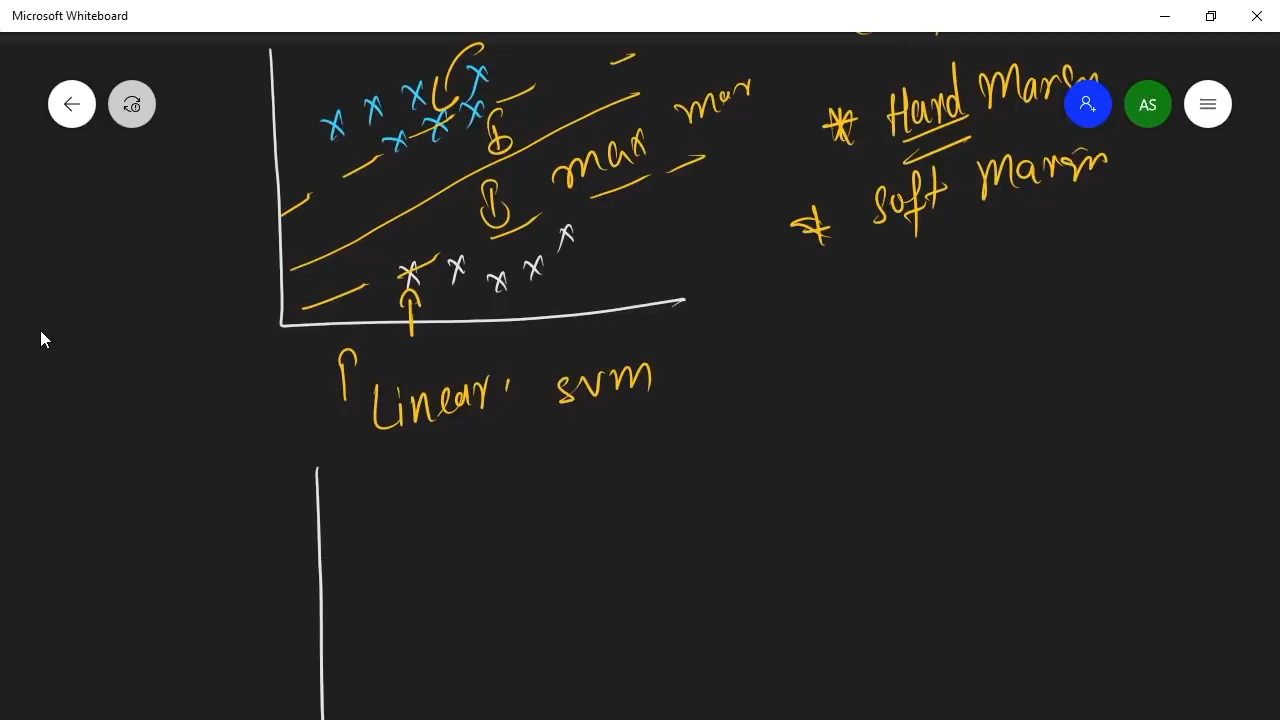 Microsoft Whiteboard
* Hard Margin
max mar
* Soft Margin
AS
Linear SVM